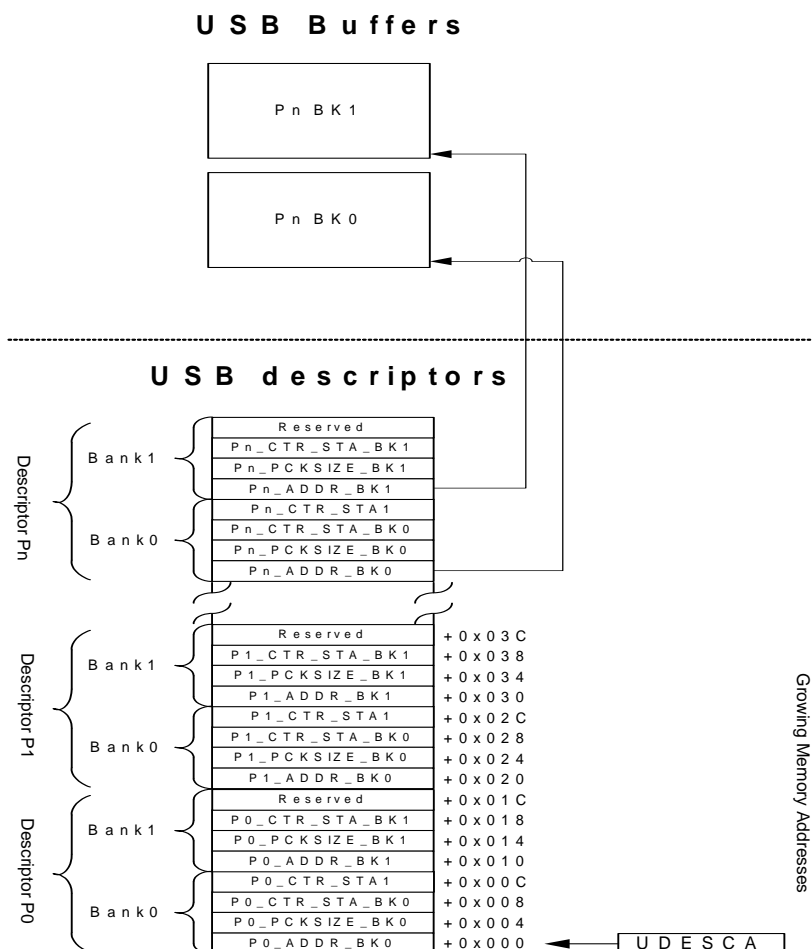 USB Buffers
Pn BK1
Pn BK0
USB descriptors
Descriptor Pn
Bank1
Reserved
Pn_CTR_STA_BK1
Pn_PCKSIZE_BK1
Pn_ADDR_BK1
Bank0
Pn_CTR_STA1
Pn_CTR_STA_BK0
Pn_PCKSIZE_BK0
Pn_ADDR_BK0
Descriptor P1
Bank1
Reserved +0x03C
P1_CTR_STA_BK1 +0x038
P1_PCKSIZE_BK1 +0x034
P1_ADDR_BK1 +0x030
Bank0
P1_CTR_STA1 +0x02C
P1_CTR_STA_BK0 +0x028
P1_PCKSIZE_BK0 +0x024
P1_ADDR_BK0 +0x020
Descriptor P0
Bank1
Reserved +0x01C
P0_CTR_STA_BK1 +0x018
P0_PCKSIZE_BK1 +0x014
P0_ADDR_BK1 +0x010
Bank0
P0_CTR_STA1 +0x00C
P0_CTR_STA_BK0 +0x008
P0_PCKSIZE_BK0 +0x004
P0_ADDR_BK0 +0x000
UDESCA
Growing Memory Addresses